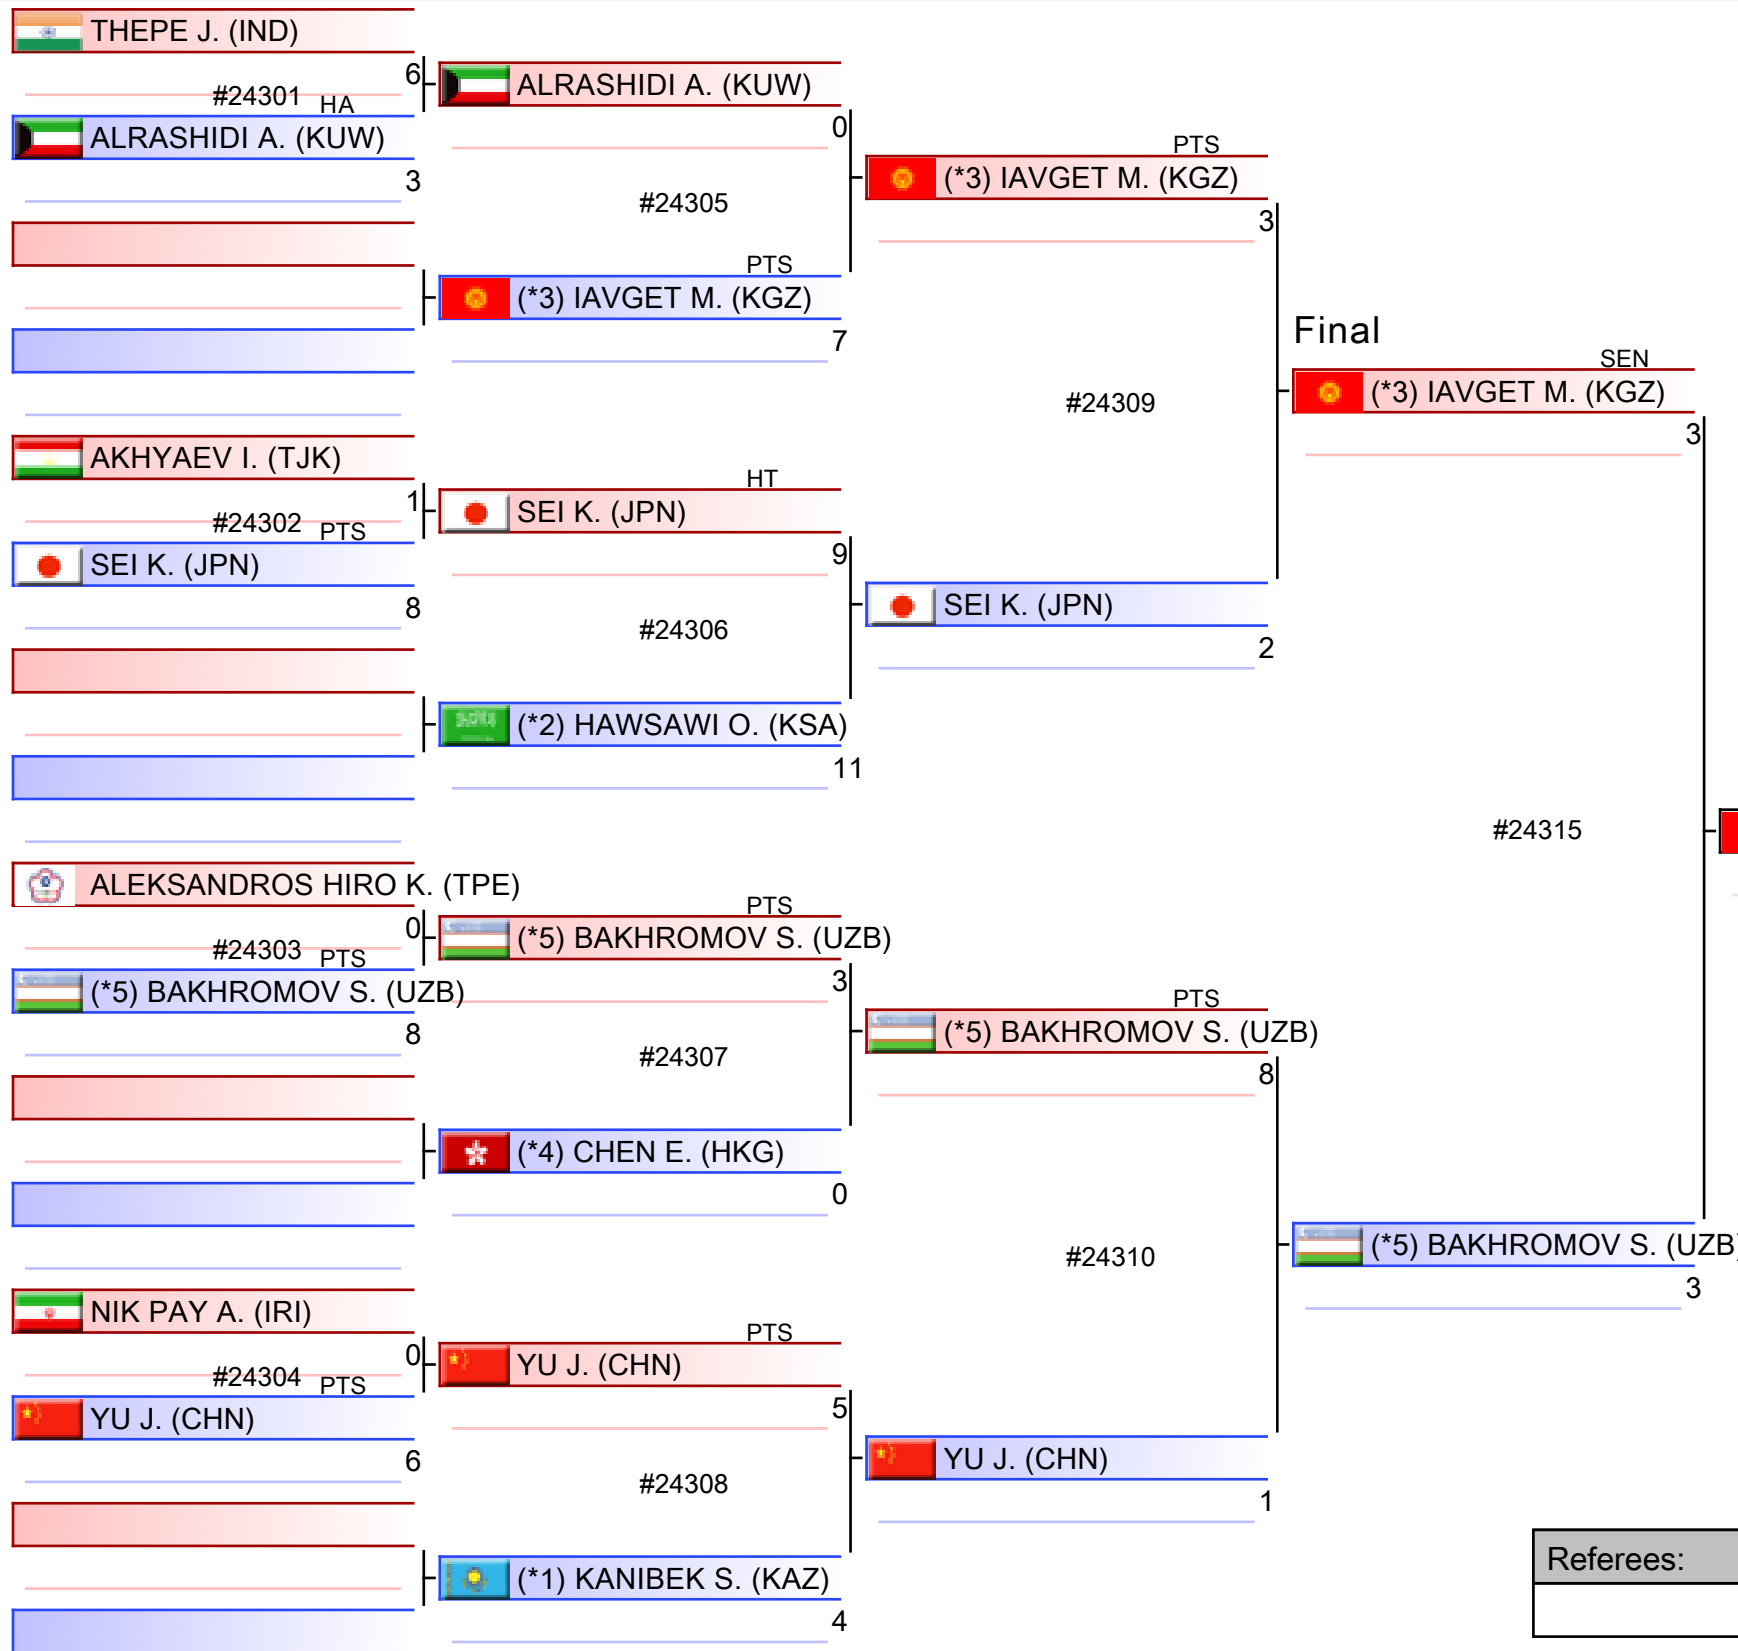 THEPE J. (IND)
6
#24301 HA
ALRASHIDI A. (KUW)
3
AKHYAEV I. (TJK)
1
#24302 PTS
SEI K. (JPN)
8
ALEKSANDROS HIRO K. (TPE)
0
#24303 PTS
(*5) BAKHROMOV S. (UZB)
8
NIK PAY A. (IRI)
0
#24304 PTS
YU J. (CHN)
6
ALRASHIDI A. (KUW)
0
#24305
PTS
(*3) IAVGET M. (KGZ)
7
HT
SEI K. (JPN)
9
#24306
(*2) HAWSAWI O. (KSA)
11
PTS
(*5) BAKHROMOV S. (UZB)
3
#24307
(*4) CHEN E. (HKG)
0
PTS
YU J. (CHN)
5
#24308
(*1) KANIBEK S. (KAZ)
4
PTS
(*3) IAVGET M. (KGZ)
3
#24309
SEI K. (JPN)
2
PTS
(*5) BAKHROMOV S. (UZB)
8
#24310
YU J. (CHN)
1
Final
SEN
(*3) IAVGET M. (KGZ)
3
#24315
(*5) BAKHROMOV S. (UZB)
3
Referees: